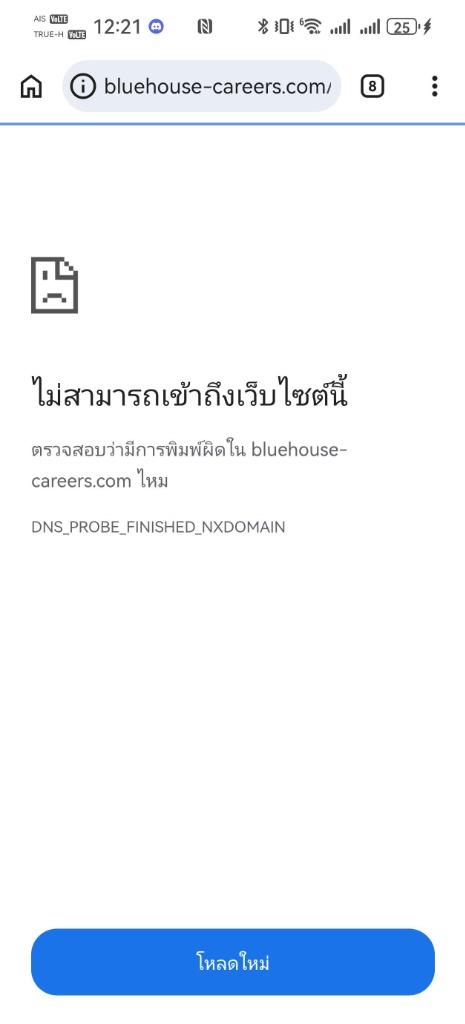 AIS VoLTE
TRUE-H VoLTE
12:21
6
25
bluehouse-careers.com/
8
ไม่สามารถเข้าถึงเว็บไซต์นี้
ตรวจสอบว่ามีการพิมพ์ผิดใน bluehouse-
careers.com ไหม
DNS_PROBE_FINISHED_NXDOMAIN
โหลดใหม่